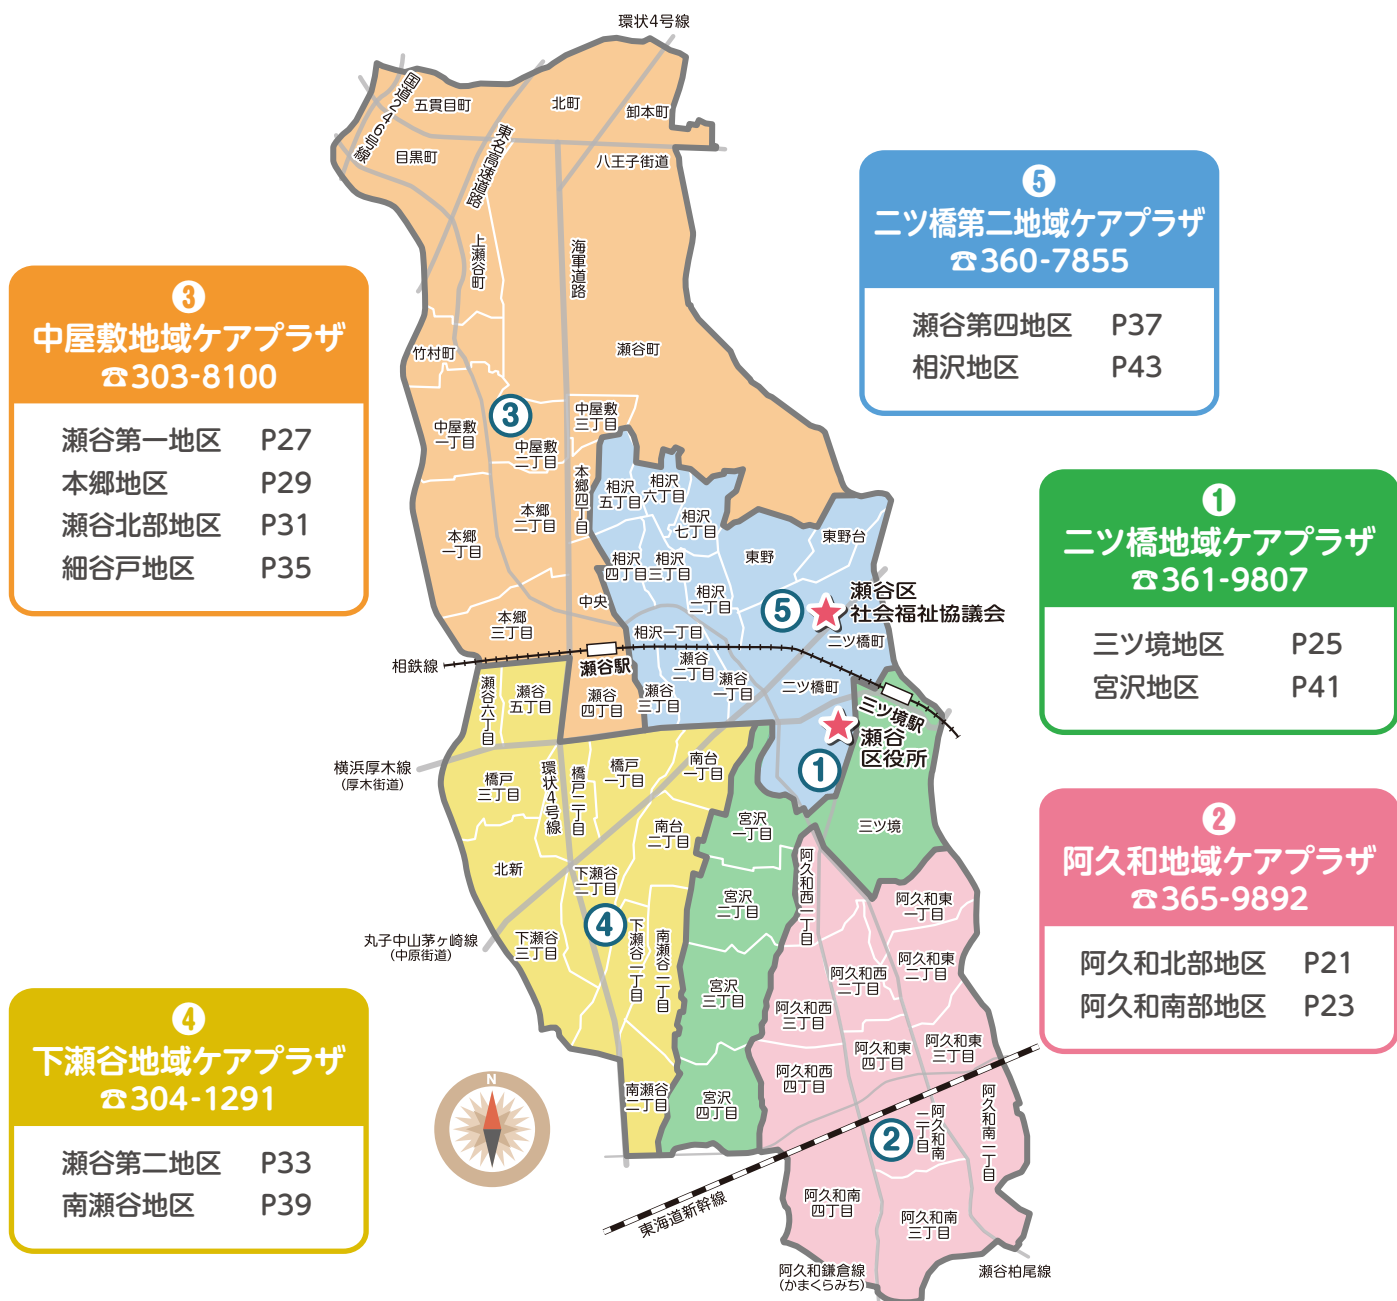 環状4号線
国道246号線
五貫目町
北町
卸本町
目黒町
東名高速道路
八王子街道
上瀬谷町
海軍道路
竹村町
瀬谷町
③
中屋敷
一丁目
中屋敷
二丁目
中屋敷
三丁目
本郷四丁目
本郷
二丁目
本郷
一丁目
本郷
三丁目
中央
相沢
五丁目
相沢
六丁目
相沢
七丁目
相沢
四丁目
相沢
三丁目
相沢
二丁目
相沢一丁目
東野
東野台
⑤
瀬谷区
社会福祉協議会
二ツ橋町
相鉄線
瀬谷駅
瀬谷
四丁目
瀬谷
三丁目
瀬谷
二丁目
瀬谷
一丁目
二ツ橋町
三ツ境駅
瀬谷
区役所
①
三ツ境
瀬谷六丁目
瀬谷
五丁目
横浜厚木線
(厚木街道)
橋戸
三丁目
環状4号線
橋戸二丁目
橋戸
一丁目
南台
一丁目
南台
二丁目
北新
下瀬谷
二丁目
④
下瀬谷
三丁目
下瀬谷一丁目
南瀬谷一丁目
南瀬谷
二丁目
丸子中山茅ヶ崎線
(中原街道)
宮沢
一丁目
宮沢
二丁目
宮沢
三丁目
宮沢
四丁目
阿久和西一丁目
阿久和西
二丁目
阿久和西
三丁目
阿久和西
四丁目
阿久和東
一丁目
阿久和東
二丁目
阿久和東
三丁目
阿久和東
四丁目
②
阿久和南
二丁目
阿久和南一丁目
阿久和南
四丁目
阿久和南
三丁目
東海道新幹線
阿久和鎌倉線
(かまくらみち)
瀬谷柏尾線
N
③
中屋敷地域ケアプラザ
☎303-8100
瀬谷第一地区 P27
本郷地区 P29
瀬谷北部地区 P31
細谷戸地区 P35
④
下瀬谷地域ケアプラザ
☎304-1291
瀬谷第二地区 P33
南瀬谷地区 P39
⑤
二ツ橋第二地域ケアプラザ
☎360-7855
瀬谷第四地区 P37
相沢地区 P43
①
二ツ橋地域ケアプラザ
☎361-9807
三ツ境地区 P25
宮沢地区 P41
②
阿久和地域ケアプラザ
☎365-9892
阿久和北部地区 P21
阿久和南部地区 P23